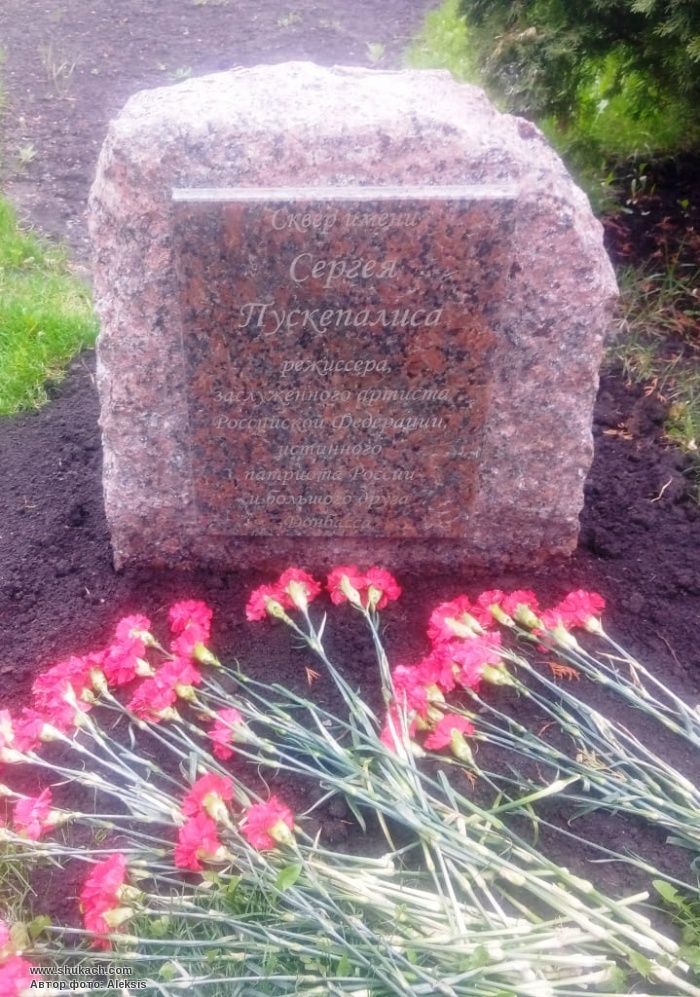 Сквер имени
Сергея
Пускепалиса
режиссера,
заслуженного артиста
Российской Федерации,
истинного
патриота России
и большого друга
Донбасса
www.shukach.com
Автор фото: Aleksis